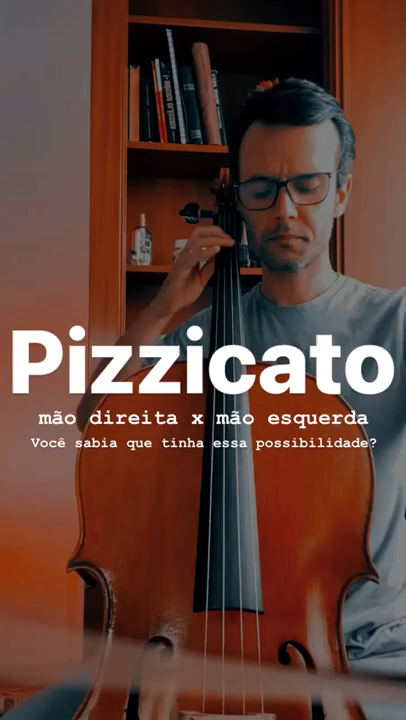 Pizzicato
mão direita x mão esquerda
Você sabia que tinha essa possibilidade?